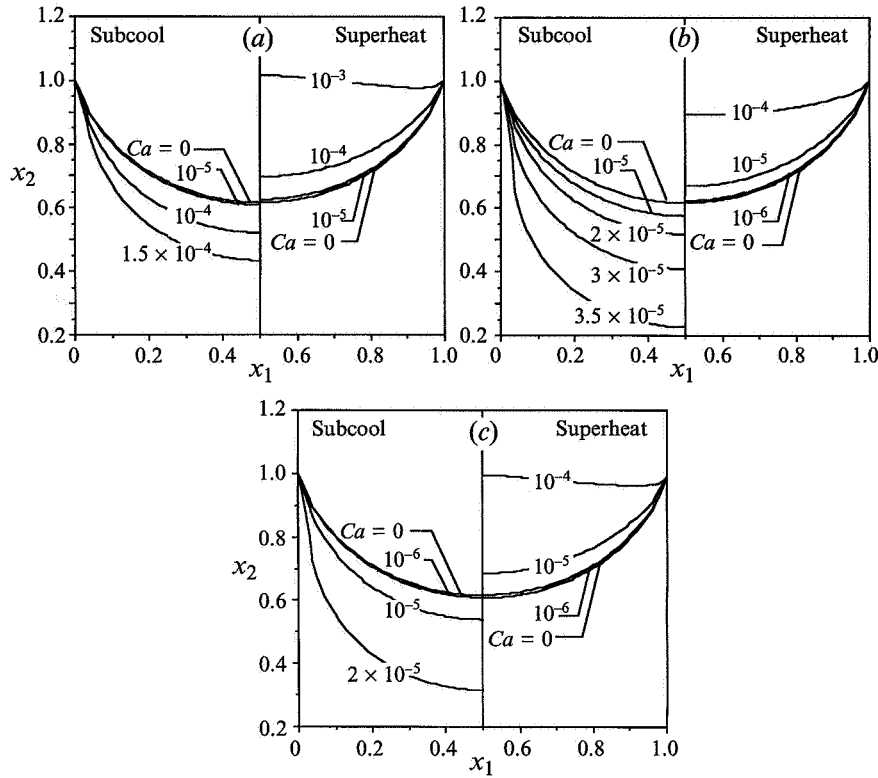 1.2
Subcool (a) Superheat
10⁻³
1.0
0.8
Ca = 0
10⁻⁴
x₂
10⁻⁵
0.6
10⁻⁴
10⁻⁵
Ca = 0
1.5 × 10⁻⁴
0.4
0.2
0 0.2 0.4 0.6 0.8 1.0
x₁
1.2
Subcool (b) Superheat
1.0
10⁻⁴
0.8
Ca = 0
10⁻⁵
10⁻⁵
0.6
10⁻⁶
2 × 10⁻⁵
Ca = 0
3 × 10⁻⁵
0.4
3.5 × 10⁻⁵
0.2
0 0.2 0.4 0.6 0.8 1.0
x₁
1.2
Subcool (c) Superheat
1.0
10⁻⁴
0.8
Ca = 0
10⁻⁶
10⁻⁵
x₂
0.6
10⁻⁵
10⁻⁶
Ca = 0
0.4
2 × 10⁻⁵
0.2
0 0.2 0.4 0.6 0.8 1.0
x₁